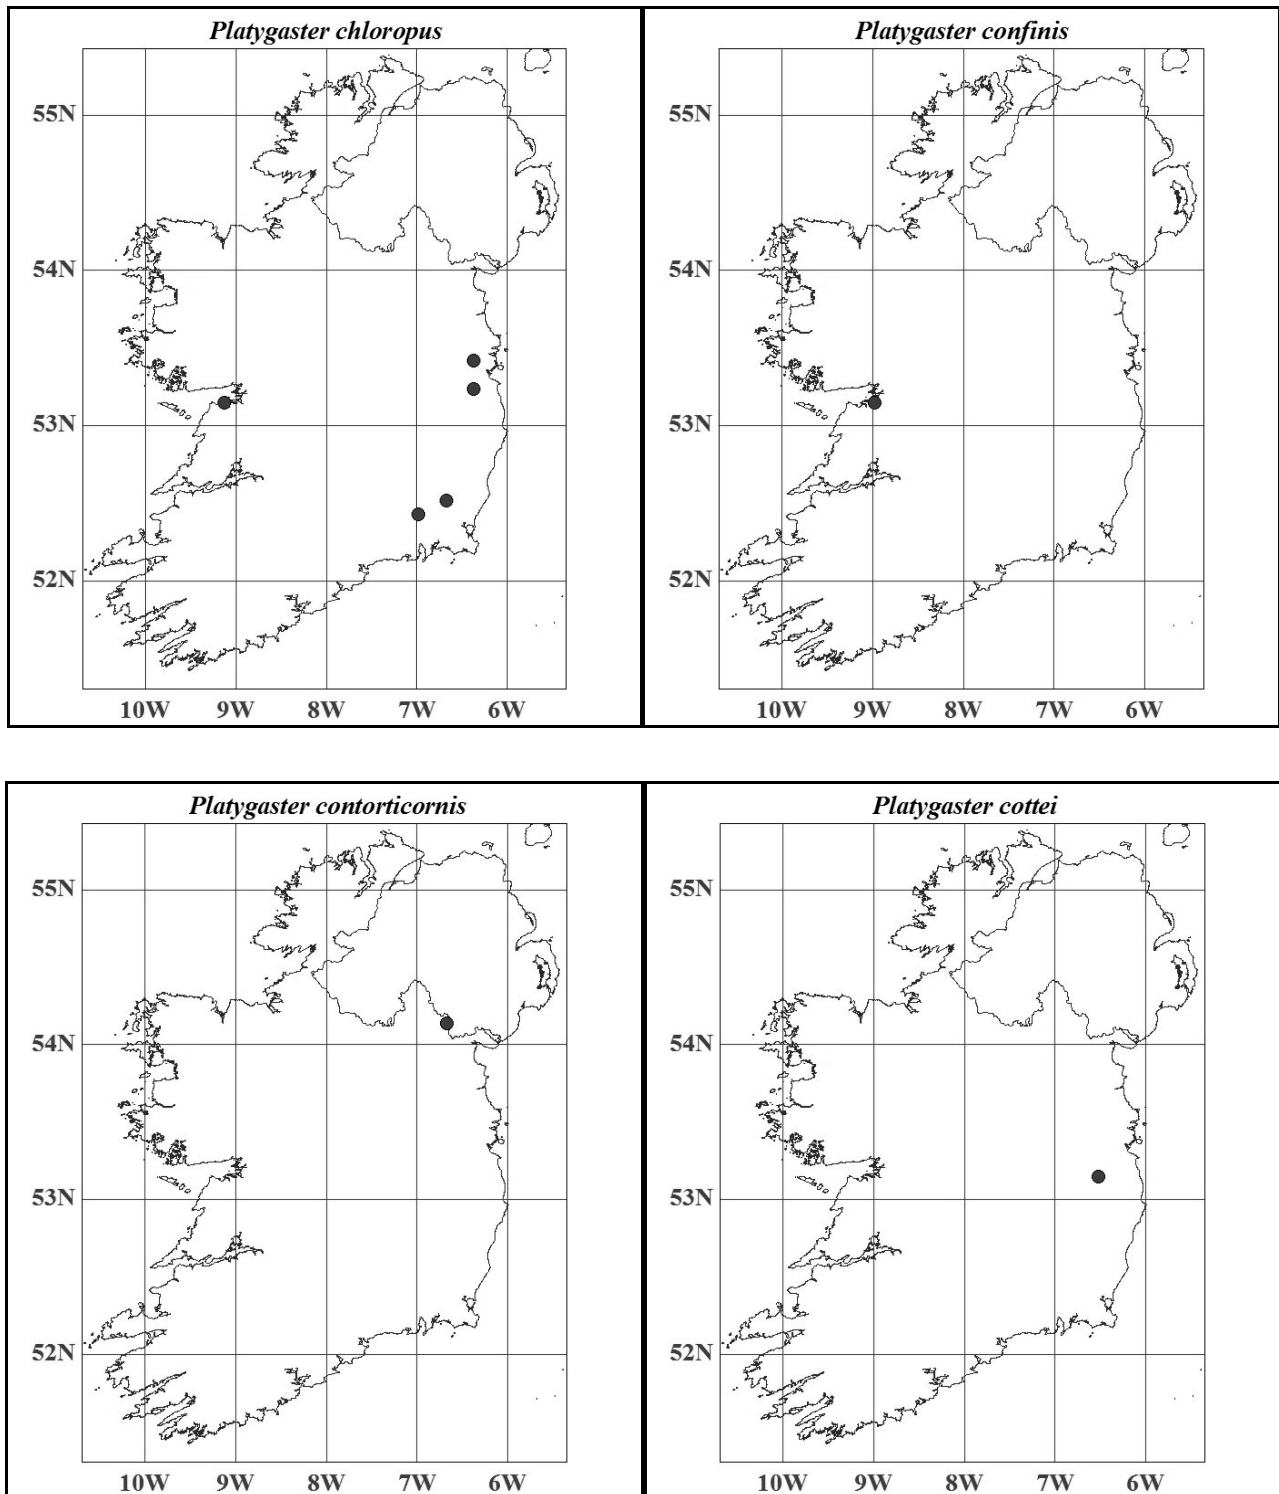 Platygaster chloropus
55N
54N
53N
52N
10W 9W 8W 7W 6W
Platygaster confinis
55N
54N
53N
52N
10W 9W 8W 7W 6W
Platygaster contorticornis
55N
54N
53N
52N
10W 9W 8W 7W 6W
Platygaster cottei
55N
54N
53N
52N
10W 9W 8W 7W 6W